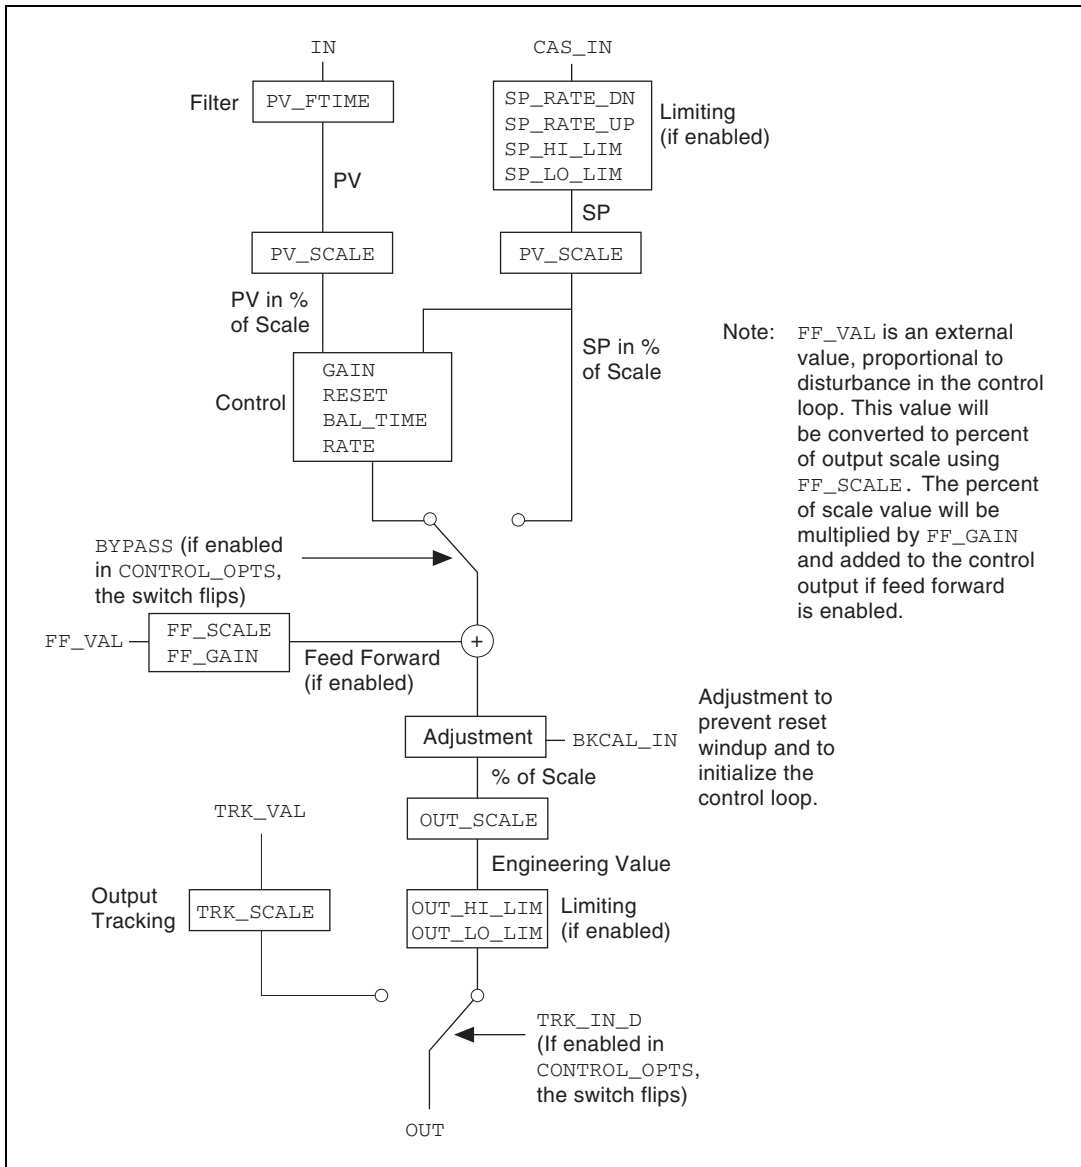 IN
CAS_IN
Filter
PV_FTIME
SP_RATE_DN
SP_RATE_UP
SP_HI_LIM
SP_LO_LIM
Limiting
(if enabled)
PV
SP
PV_SCALE
PV_SCALE
PV in %
of Scale
SP in %
of Scale
Control
GAIN
RESET
BAL_TIME
RATE
Note: FF_VAL is an external
value, proportional to
disturbance in the control
loop. This value will
be converted to percent
of output scale using
FF_SCALE. The percent
of scale value will be
multiplied by FF_GAIN
and added to the control
output if feed forward
is enabled.
BYPASS (if enabled
in CONTROL_OPTS,
the switch flips)
FF_VAL
FF_SCALE
FF_GAIN
Feed Forward
(if enabled)
+
Adjustment
BKCAL_IN
Adjustment to
prevent reset
windup and to
initialize the
control loop.
% of Scale
TRK_VAL
OUT_SCALE
Engineering Value
Output
Tracking
TRK_SCALE
OUT_HI_LIM
OUT_LO_LIM
Limiting
(if enabled)
TRK_IN_D
(If enabled in
CONTROL_OPTS,
the switch flips)
OUT